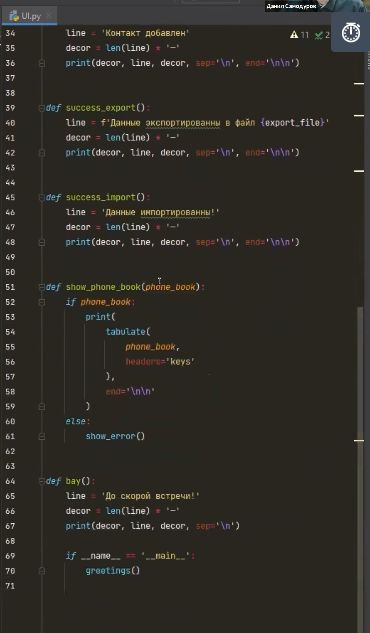 Данил Самодуров
UI.py
11 2
34 line = 'Контакт добавлен'
35 decor = len(line) * '—'
36 print(decor, line, decor, sep='\n', end='\n\n')
37
38
39 def success_export():
40 line = f'Данные экспортированны в файл {export_file}'
41 decor = len(line) * '—'
42 print(decor, line, decor, sep='\n', end='\n\n')
43
44
45 def success_import():
46 line = 'Данные импортированны!'
47 decor = len(line) * '—'
48 print(decor, line, decor, sep='\n', end='\n\n')
49
50
51 def show_phone_book(phone_book):
52 if phone_book:
53 print(
54 tabulate(
55 phone_book,
56 headers='keys'
57 ),
58 end='\n\n'
59 )
60 else:
61 show_error()
62
63
64 def bay():
65 line = 'До скорой встречи!'
66 decor = len(line) * '—'
67 print(decor, line, decor, sep='\n')
68
69 if __name__ == '__main__':
70 greetings()
71